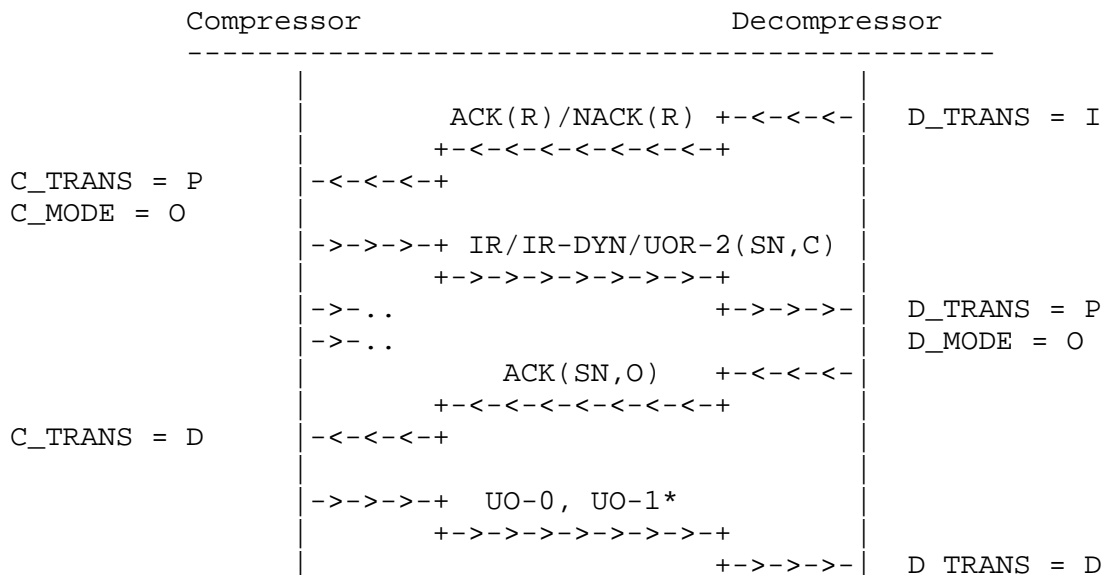 Compressor                     Decompressor
----------------------------------------------
|                                |
|        ACK(R)/NACK(R) +-<-<-<-|  D_TRANS = I
|       +-<-<-<-<-<-<-<-+       |
C_TRANS = P     |-<-<-<-+                        |
C_MODE = O      |                                |
|->->->-+ IR/IR-DYN/UOR-2(SN,C)  |
|       +->->->->->->->-+       |
|->-..                  +->->->-|  D_TRANS = P
|->-..                          |  D_MODE = O
|           ACK(SN,O)   +-<-<-<-|
|       +-<-<-<-<-<-<-<-+       |
C_TRANS = D     |-<-<-<-+                        |
|                                |
|->->->-+  UO-0, UO-1*           |
|       +->->->->->->->-+       |
|                       +->->->-|  D_TRANS = D